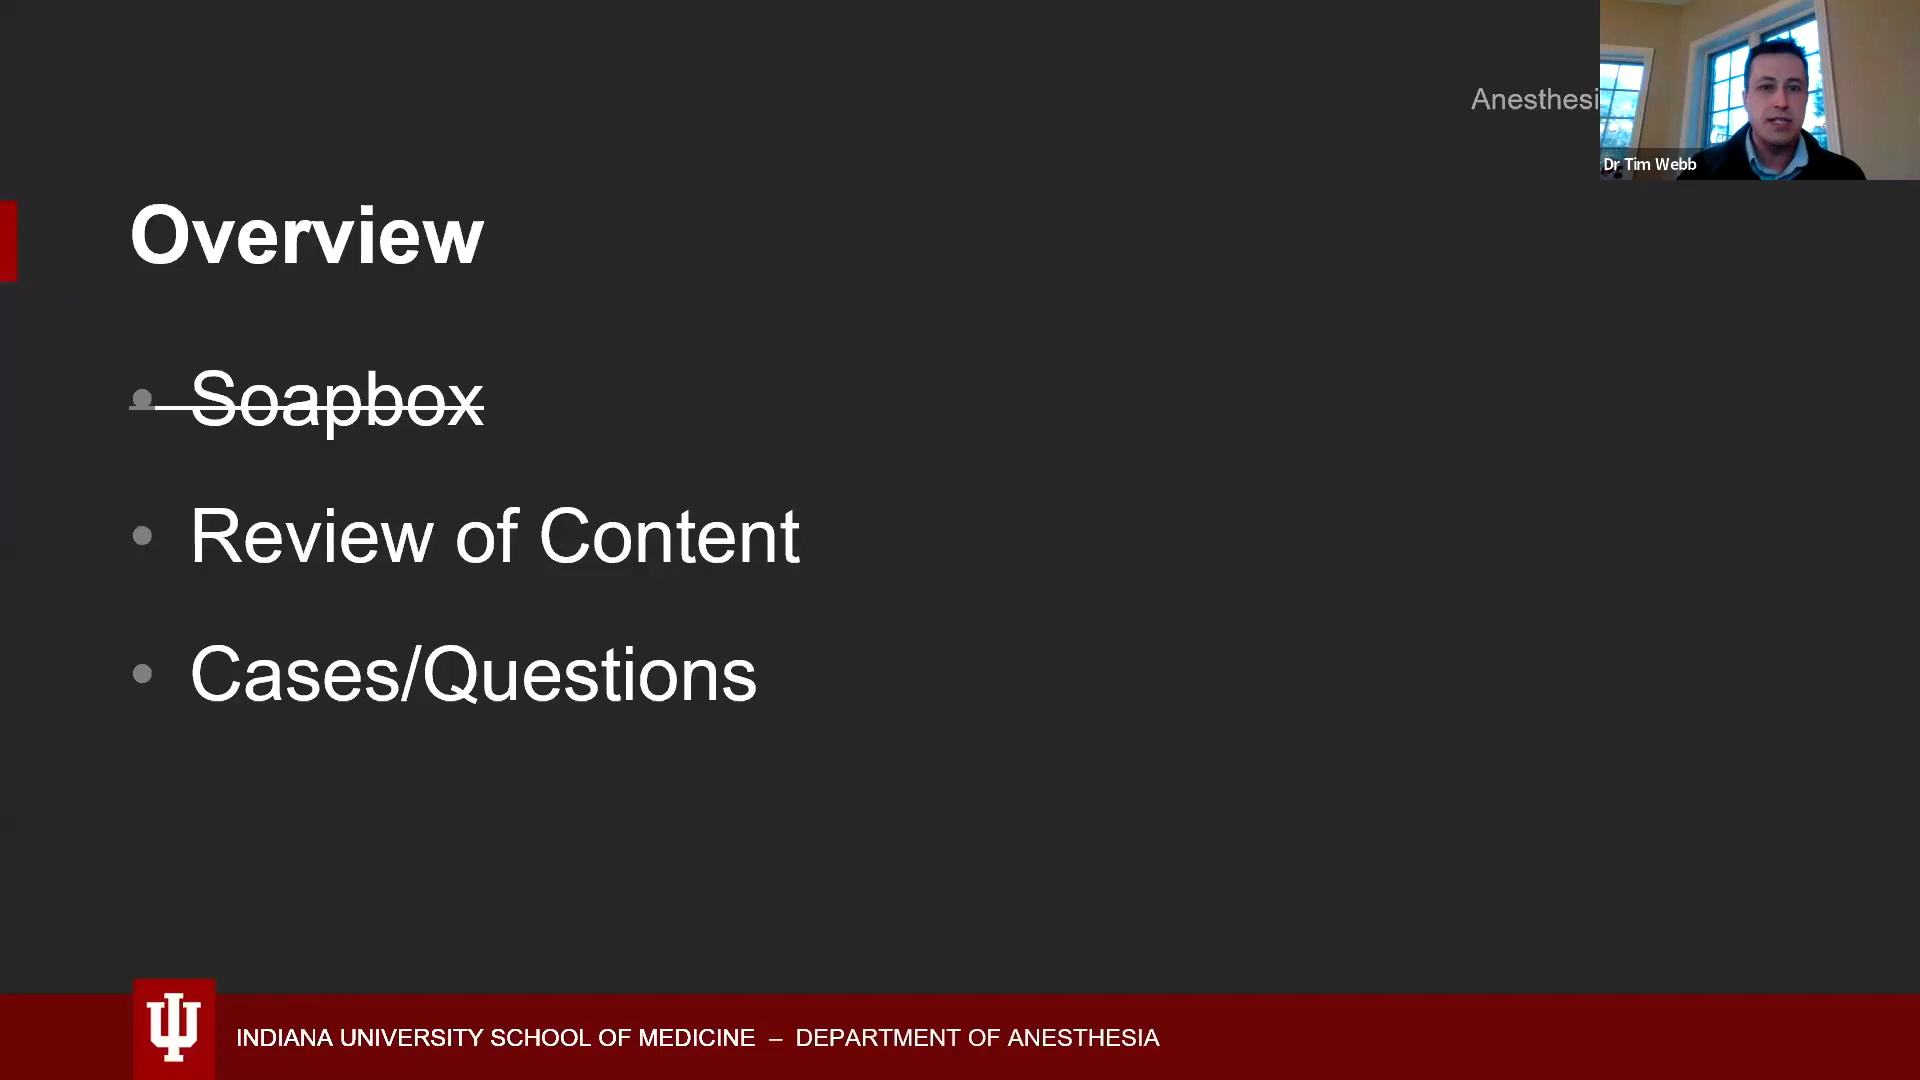 Anesthesi
Dr Tim Webb
Overview
• Soapbox
• Review of Content
• Cases/Questions
INDIANA UNIVERSITY SCHOOL OF MEDICINE – DEPARTMENT OF ANESTHESIA